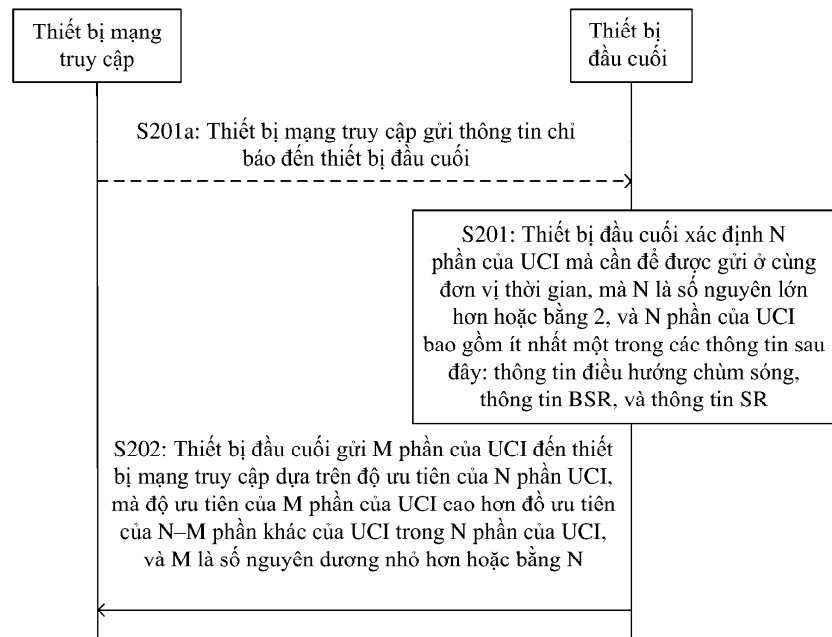 Thiết bị mạng
truy cập
Thiết bị
đầu cuối
S201a: Thiết bị mạng truy cập gửi thông tin chỉ
báo đến thiết bị đầu cuối
S201: Thiết bị đầu cuối xác định N
phần của UCI mà cần để được gửi ở cùng
đơn vị thời gian, mà N là số nguyên lớn
hơn hoặc bằng 2, và N phần của UCI
bao gồm ít nhất một trong các thông tin sau
đây: thông tin điều hướng chùm sóng,
thông tin BSR, và thông tin SR
S202: Thiết bị đầu cuối gửi M phần của UCI đến thiết
bị mạng truy cập dựa trên độ ưu tiên của N phần UCI,
mà độ ưu tiên của M phần của UCI cao hơn đồ ưu tiên
của N–M phần khác của UCI trong N phần của UCI,
và M là số nguyên dương nhỏ hơn hoặc bằng N